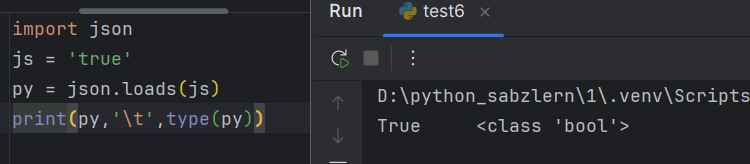 import json
js = 'true'
py = json.loads(js)
print(py,'\t',type(py))
Run
test6
D:\python_sabzlern\1\.venv\Scripts
True     <class 'bool'>